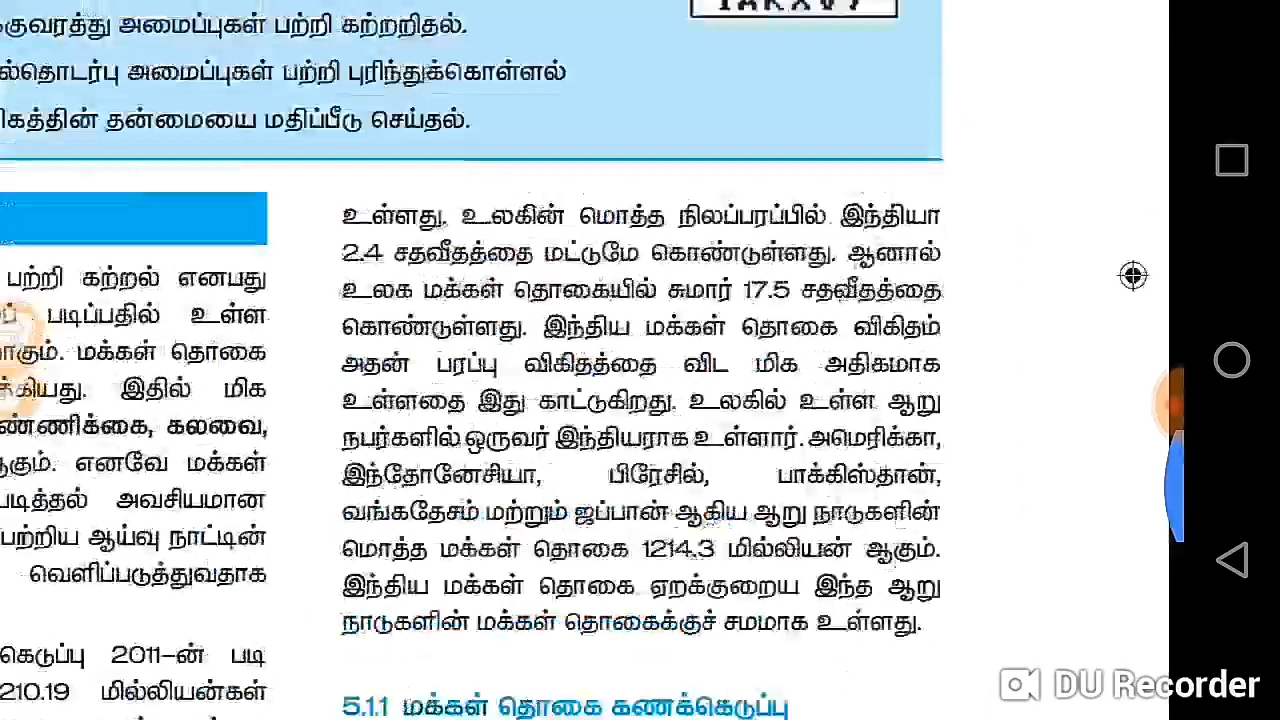 குவரத்து அமைப்புகள் பற்றி கற்றறிதல்.
ல்தொடர்பு அமைப்புகள் பற்றி புரிந்துக்கொள்ளல்
கத்தின் தன்மையை மதிப்பீடு செய்தல்.
பற்றி கற்றல் எனபது
படிப்பதில் உள்ள
ாகும். மக்கள் தொகை
கியது. இதில் மிக
ண்ணிக்கை, கலவை,
கும். எனவே மக்கள்
படித்தல் அவசியமான
பற்றிய ஆய்வு நாட்டின்
வெளிப்படுத்துவதாக
கெடுப்பு 2011–ன் படி
210.19 மில்லியன்கள்
உள்ளது. உலகின் மொத்த நிலப்பரப்பில் இந்தியா
2.4 சதவீதத்தை மட்டுமே கொண்டுள்ளது. ஆனால்
உலக மக்கள் தொகையில் சுமார் 17.5 சதவீதத்தை
கொண்டுள்ளது. இந்திய மக்கள் தொகை விகிதம்
அதன் பரப்பு விகிதத்தை விட மிக அதிகமாக
உள்ளதை இது காட்டுகிறது. உலகில் உள்ள ஆறு
நபர்களில் ஒருவர் இந்தியராக உள்ளார். அமெரிக்கா,
இந்தோனேசியா, பிரேசில், பாக்கிஸ்தான்,
வங்கதேசம் மற்றும் ஜப்பான் ஆகிய ஆறு நாடுகளின்
மொத்த மக்கள் தொகை 1214.3 மில்லியன் ஆகும்.
இந்திய மக்கள் தொகை ஏறக்குறைய இந்த ஆறு
நாடுகளின் மக்கள் தொகைக்குச் சமமாக உள்ளது.
5.1.1 மக்கள் தொகை கணக்கெடுப்பு
DU Recorder